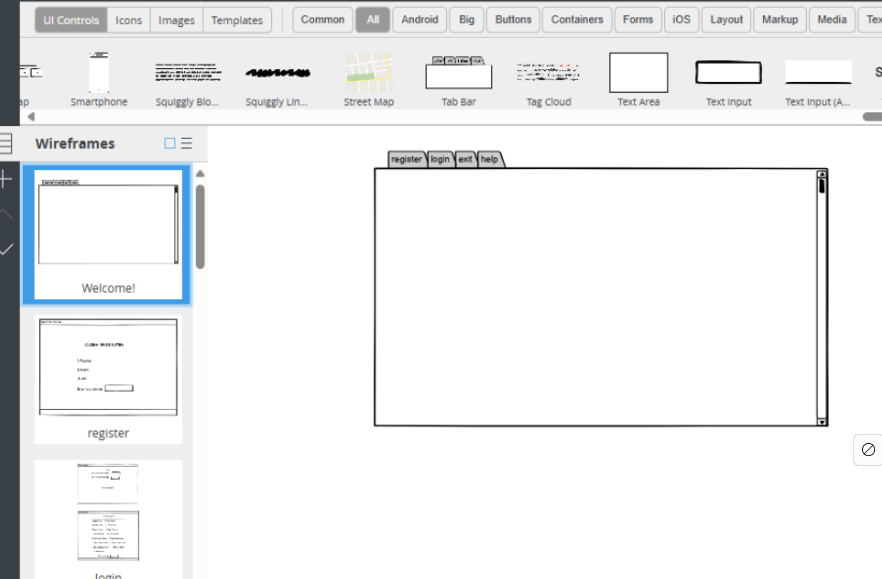 UI Controls Icons Images Templates Common All Android Big Buttons Containers Forms iOS Layout Markup Media Tex
ap Smartphone Squiggly Blo... Squiggly Lin... Street Map Tab Bar Tag Cloud Text Area Text Input Text Input (A... S
Wireframes
register login exit help
Welcome!
register
login